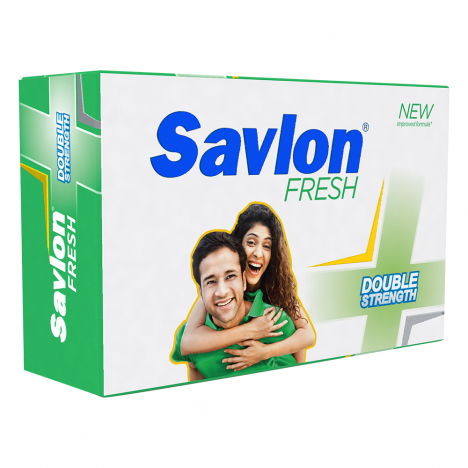 Savlon®
FRESH
NEW
improved formula*
DOUBLE
STRENGTH
Savlon®
FRESH
DOUBLE
STRENGTH